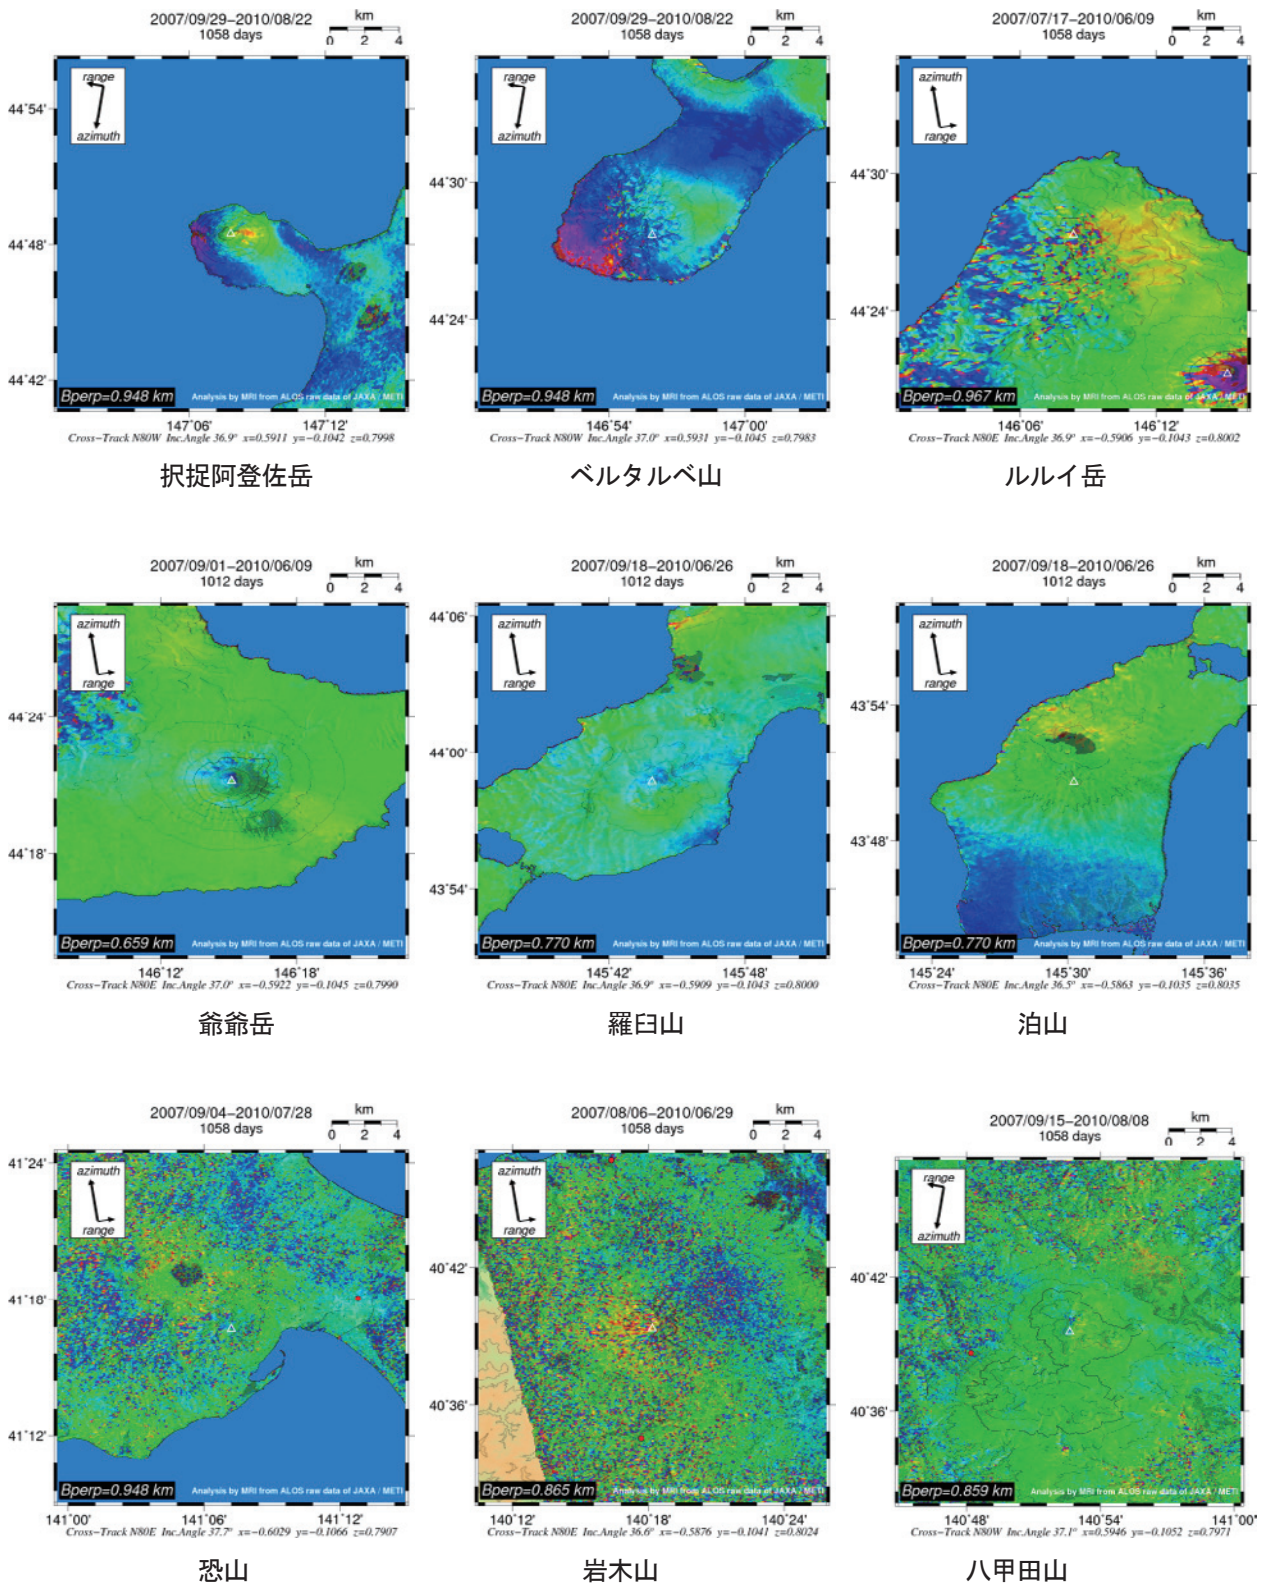 2007/09/29−2010/08/22
1058 days
km
0 2 4
range
azimuth
44°54'
44°48'
44°42'
Bperp=0.948 km
Analysis by MRI from ALOS raw data of JAXA / METI
147°06' 147°12'
Cross−Track N80W Inc.Angle 36.9° x=0.5911 y=−0.1042 z=0.7998
択捉阿登佐岳
2007/09/29−2010/08/22
1058 days
km
0 2 4
range
azimuth
44°30'
44°24'
Bperp=0.948 km
Analysis by MRI from ALOS raw data of JAXA / METI
146°54' 147°00'
Cross−Track N80W Inc.Angle 37.0° x=0.5931 y=−0.1045 z=0.7983
ベルタルベ山
2007/07/17−2010/06/09
1058 days
km
0 2 4
azimuth
range
44°30'
44°24'
Bperp=0.967 km
Analysis by MRI from ALOS raw data of JAXA / METI
146°06' 146°12'
Cross−Track N80E Inc.Angle 36.9° x=−0.5906 y=−0.1043 z=0.8002
ルルイ岳
2007/09/01−2010/06/09
1012 days
km
0 2 4
azimuth
range
44°24'
44°18'
Bperp=0.659 km
Analysis by MRI from ALOS raw data of JAXA / METI
146°12' 146°18'
Cross−Track N80E Inc.Angle 37.0° x=−0.5922 y=−0.1045 z=0.7990
爺爺岳
2007/09/18−2010/06/26
1012 days
km
0 2 4
azimuth
range
44°06'
44°00'
43°54'
Bperp=0.770 km
Analysis by MRI from ALOS raw data of JAXA / METI
145°42' 145°48'
Cross−Track N80E Inc.Angle 36.9° x=−0.5909 y=−0.1043 z=0.8000
羅臼山
2007/09/18−2010/06/26
1012 days
km
0 2 4
azimuth
range
43°54'
43°48'
Bperp=0.770 km
Analysis by MRI from ALOS raw data of JAXA / METI
145°24' 145°30' 145°36'
Cross−Track N80E Inc.Angle 36.5° x=−0.5863 y=−0.1035 z=0.8035
泊山
2007/09/04−2010/07/28
1058 days
km
0 2 4
azimuth
range
41°24'
41°18'
41°12'
Bperp=0.948 km
Analysis by MRI from ALOS raw data of JAXA / METI
141°00' 141°06' 141°12'
Cross−Track N80E Inc.Angle 37.7° x=−0.6029 y=−0.1066 z=0.7907
恐山
2007/08/06−2010/06/29
1058 days
km
0 2 4
azimuth
range
40°42'
40°36'
Bperp=0.865 km
Analysis by MRI from ALOS raw data of JAXA / METI
140°12' 140°18' 140°24'
Cross−Track N80E Inc.Angle 36.6° x=−0.5876 y=−0.1041 z=0.8024
岩木山
2007/09/15−2010/08/08
1058 days
km
0 2 4
range
azimuth
40°42'
40°36'
Bperp=0.859 km
Analysis by MRI from ALOS raw data of JAXA / METI
140°48' 140°54' 141°00'
Cross−Track N80W Inc.Angle 37.1° x=0.5946 y=−0.1052 z=0.7971
八甲田山